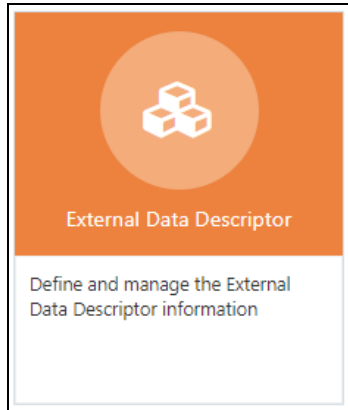 External Data Descriptor
Define and manage the External
Data Descriptor information